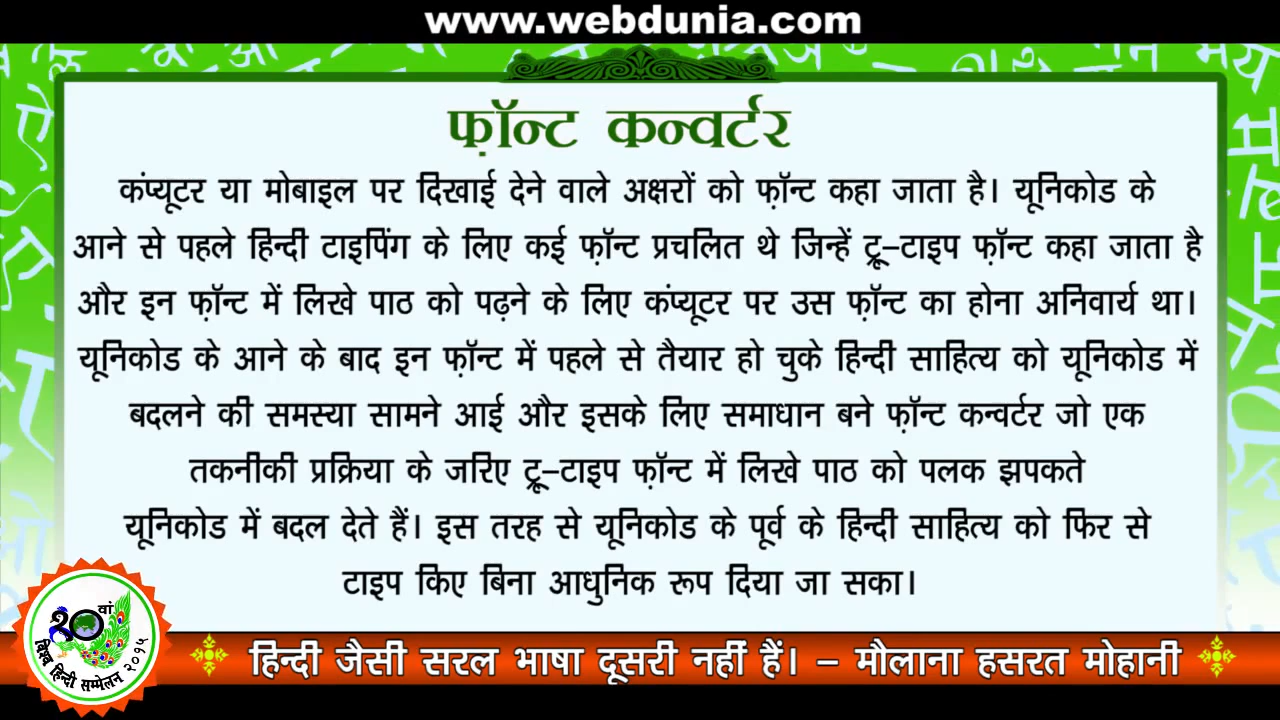 www.webdunia.com
फ़ॉन्ट कन्वर्टर
कंप्यूटर या मोबाइल पर दिखाई देने वाले अक्षरों को फ़ॉन्ट कहा जाता है। यूनिकोड के
आने से पहले हिन्दी टाइपिंग के लिए कई फ़ॉन्ट प्रचलित थे जिन्हें ट्रू–टाइप फ़ॉन्ट कहा जाता है
और इन फ़ॉन्ट में लिखे पाठ को पढ़ने के लिए कंप्यूटर पर उस फ़ॉन्ट का होना अनिवार्य था।
यूनिकोड के आने के बाद इन फ़ॉन्ट में पहले से तैयार हो चुके हिन्दी साहित्य को यूनिकोड में
बदलने की समस्या सामने आई और इसके लिए समाधान बने फ़ॉन्ट कन्वर्टर जो एक
तकनीकी प्रक्रिया के जरिए ट्रू–टाइप फ़ॉन्ट में लिखे पाठ को पलक झपकते
यूनिकोड में बदल देते हैं। इस तरह से यूनिकोड के पूर्व के हिन्दी साहित्य को फिर से
टाइप किए बिना आधुनिक रूप दिया जा सका।
१०वां
विश्व हिन्दी सम्मेलन २०१५
हिन्दी जैसी सरल भाषा दूसरी नहीं हैं। – मौलाना हसरत मोहानी